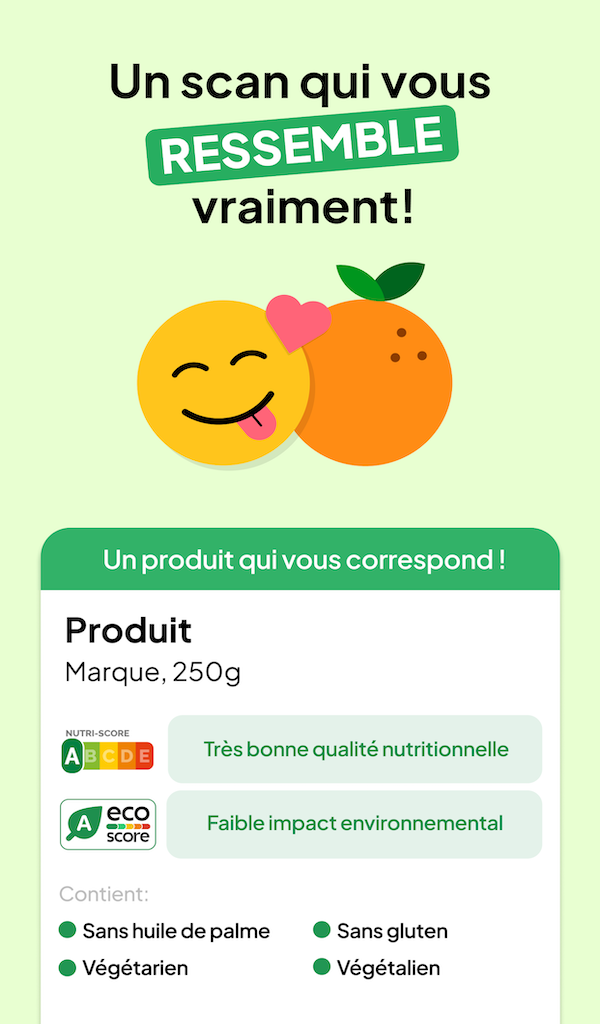 Un scan qui vous
RESSEMBLE
vraiment!
Un produit qui vous correspond !
Produit
Marque, 250g
NUTRI-SCORE
A B C D E
Très bonne qualité nutritionnelle
A eco
score
Faible impact environnemental
Contient:
Sans huile de palme
Sans gluten
Végétarien
Végétalien